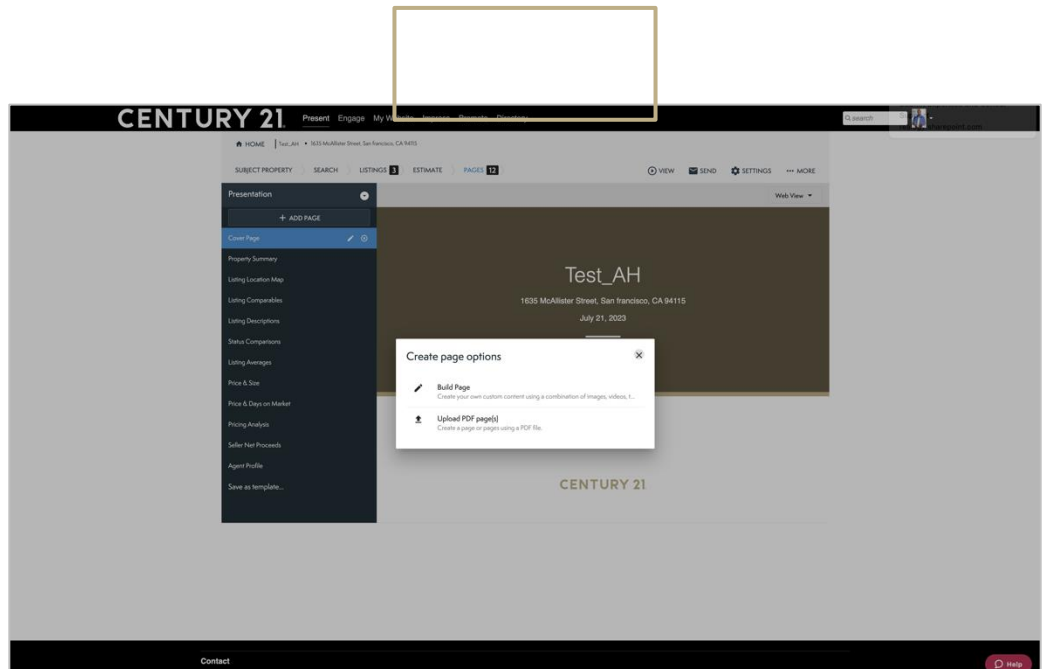 CENTURY 21. Present Engage My Website Impress Promote Directory
search
HOME Test_AH • 1635 McAllister Street, San Francisco, CA 94115
SUBJECT PROPERTY SEARCH LISTINGS 3 ESTIMATE PAGES 12 VIEW SEND SETTINGS ••• MORE
Presentation
Web View
+ ADD PAGE
Cover Page
Property Summary
Listing Location Map
Listing Comparables
Listing Descriptions
Status Comparisons
Listing Averages
Price & Size
Price & Days on Market
Pricing Analysis
Seller Net Proceeds
Agent Profile
Save as template...
Test_AH
1635 McAllister Street, San francisco, CA 94115
July 21, 2023
Create page options
Build Page
Create your own custom content using a combination of images, videos, t...
Upload PDF page(s)
Create a page or pages using a PDF file.
CENTURY 21
Contact
Help